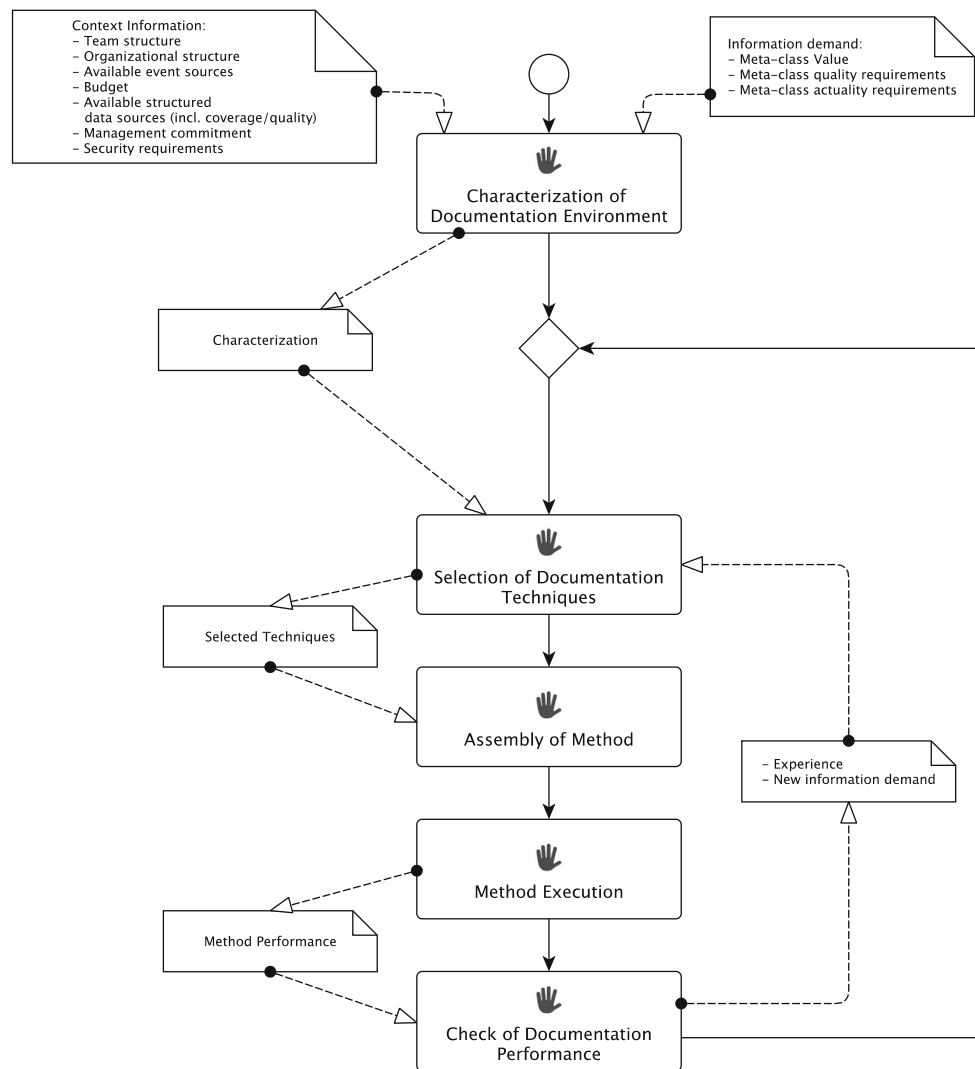 Context Information:
– Team structure
– Organizational structure
– Available event sources
– Budget
– Available structured
data sources (incl. coverage/quality)
– Management commitment
– Security requirements
Information demand:
– Meta-class Value
– Meta-class quality requirements
– Meta-class actuality requirements
Characterization of
Documentation Environment
Characterization
Selection of Documentation
Techniques
Selected Techniques
Assembly of Method
– Experience
– New information demand
Method Execution
Method Performance
Check of Documentation
Performance